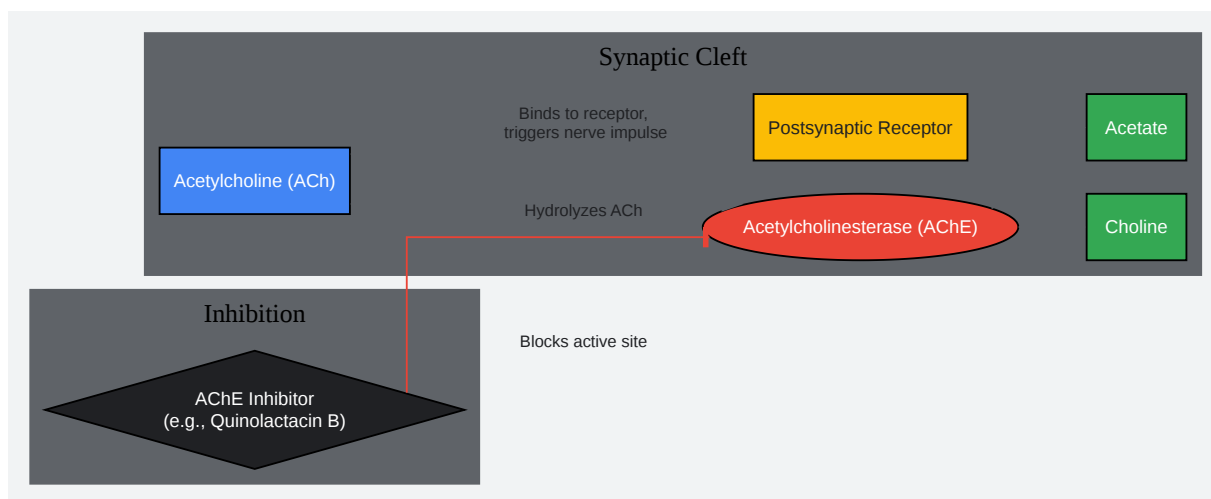 Synaptic Cleft
Binds to receptor,
triggers nerve impulse
Postsynaptic Receptor
Acetate
Acetylcholine (ACh)
Hydrolyzes ACh
Acetylcholinesterase (AChE)
Choline
Inhibition
Blocks active site
AChE Inhibitor
(e.g., Quinolactacin B)